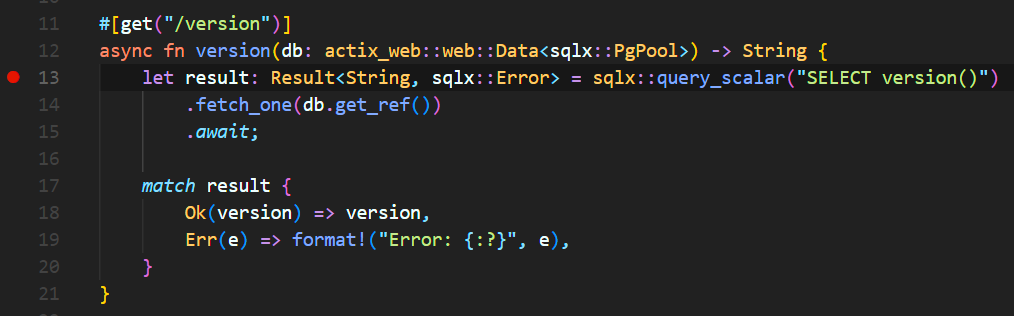 11 #[get("/version")]
12 async fn version(db: actix_web::web::Data<sqlx::PgPool>) -> String {
13     let result: Result<String, sqlx::Error> = sqlx::query_scalar("SELECT version()")
14         .fetch_one(db.get_ref())
15         .await;
16
17     match result {
18         Ok(version) => version,
19         Err(e) => format!("Error: {:?}", e),
20     }
21 }